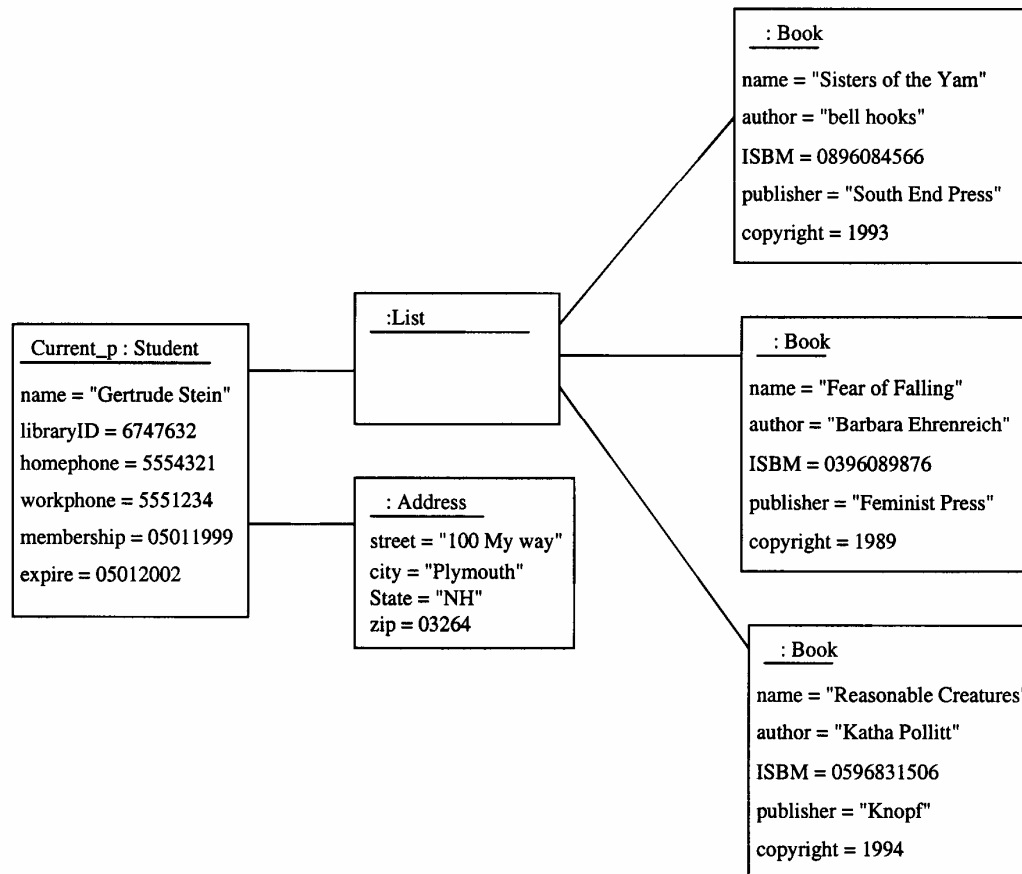 Current_p : Student
name = "Gertrude Stein"
libraryID = 6747632
homephone = 5554321
workphone = 5551234
membership = 05011999
expire = 05012002
:List
: Address
street = "100 My way"
city = "Plymouth"
State = "NH"
zip = 03264
: Book
name = "Sisters of the Yam"
author = "bell hooks"
ISBM = 0896084566
publisher = "South End Press"
copyright = 1993
: Book
name = "Fear of Falling"
author = "Barbara Ehrenreich"
ISBM = 0396089876
publisher = "Feminist Press"
copyright = 1989
: Book
name = "Reasonable Creatures"
author = "Katha Pollitt"
ISBM = 0596831506
publisher = "Knopf"
copyright = 1994